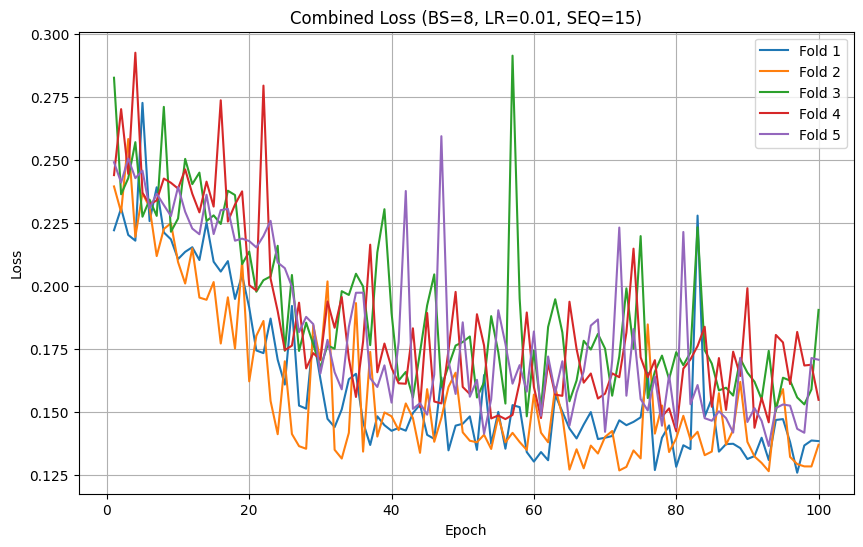 Combined Loss (BS=8, LR=0.01, SEQ=15)
Fold 1
Fold 2
Fold 3
Fold 4
Fold 5
Loss
0.300
0.275
0.250
0.225
0.200
0.175
0.150
0.125
0
20
40
60
80
100
Epoch